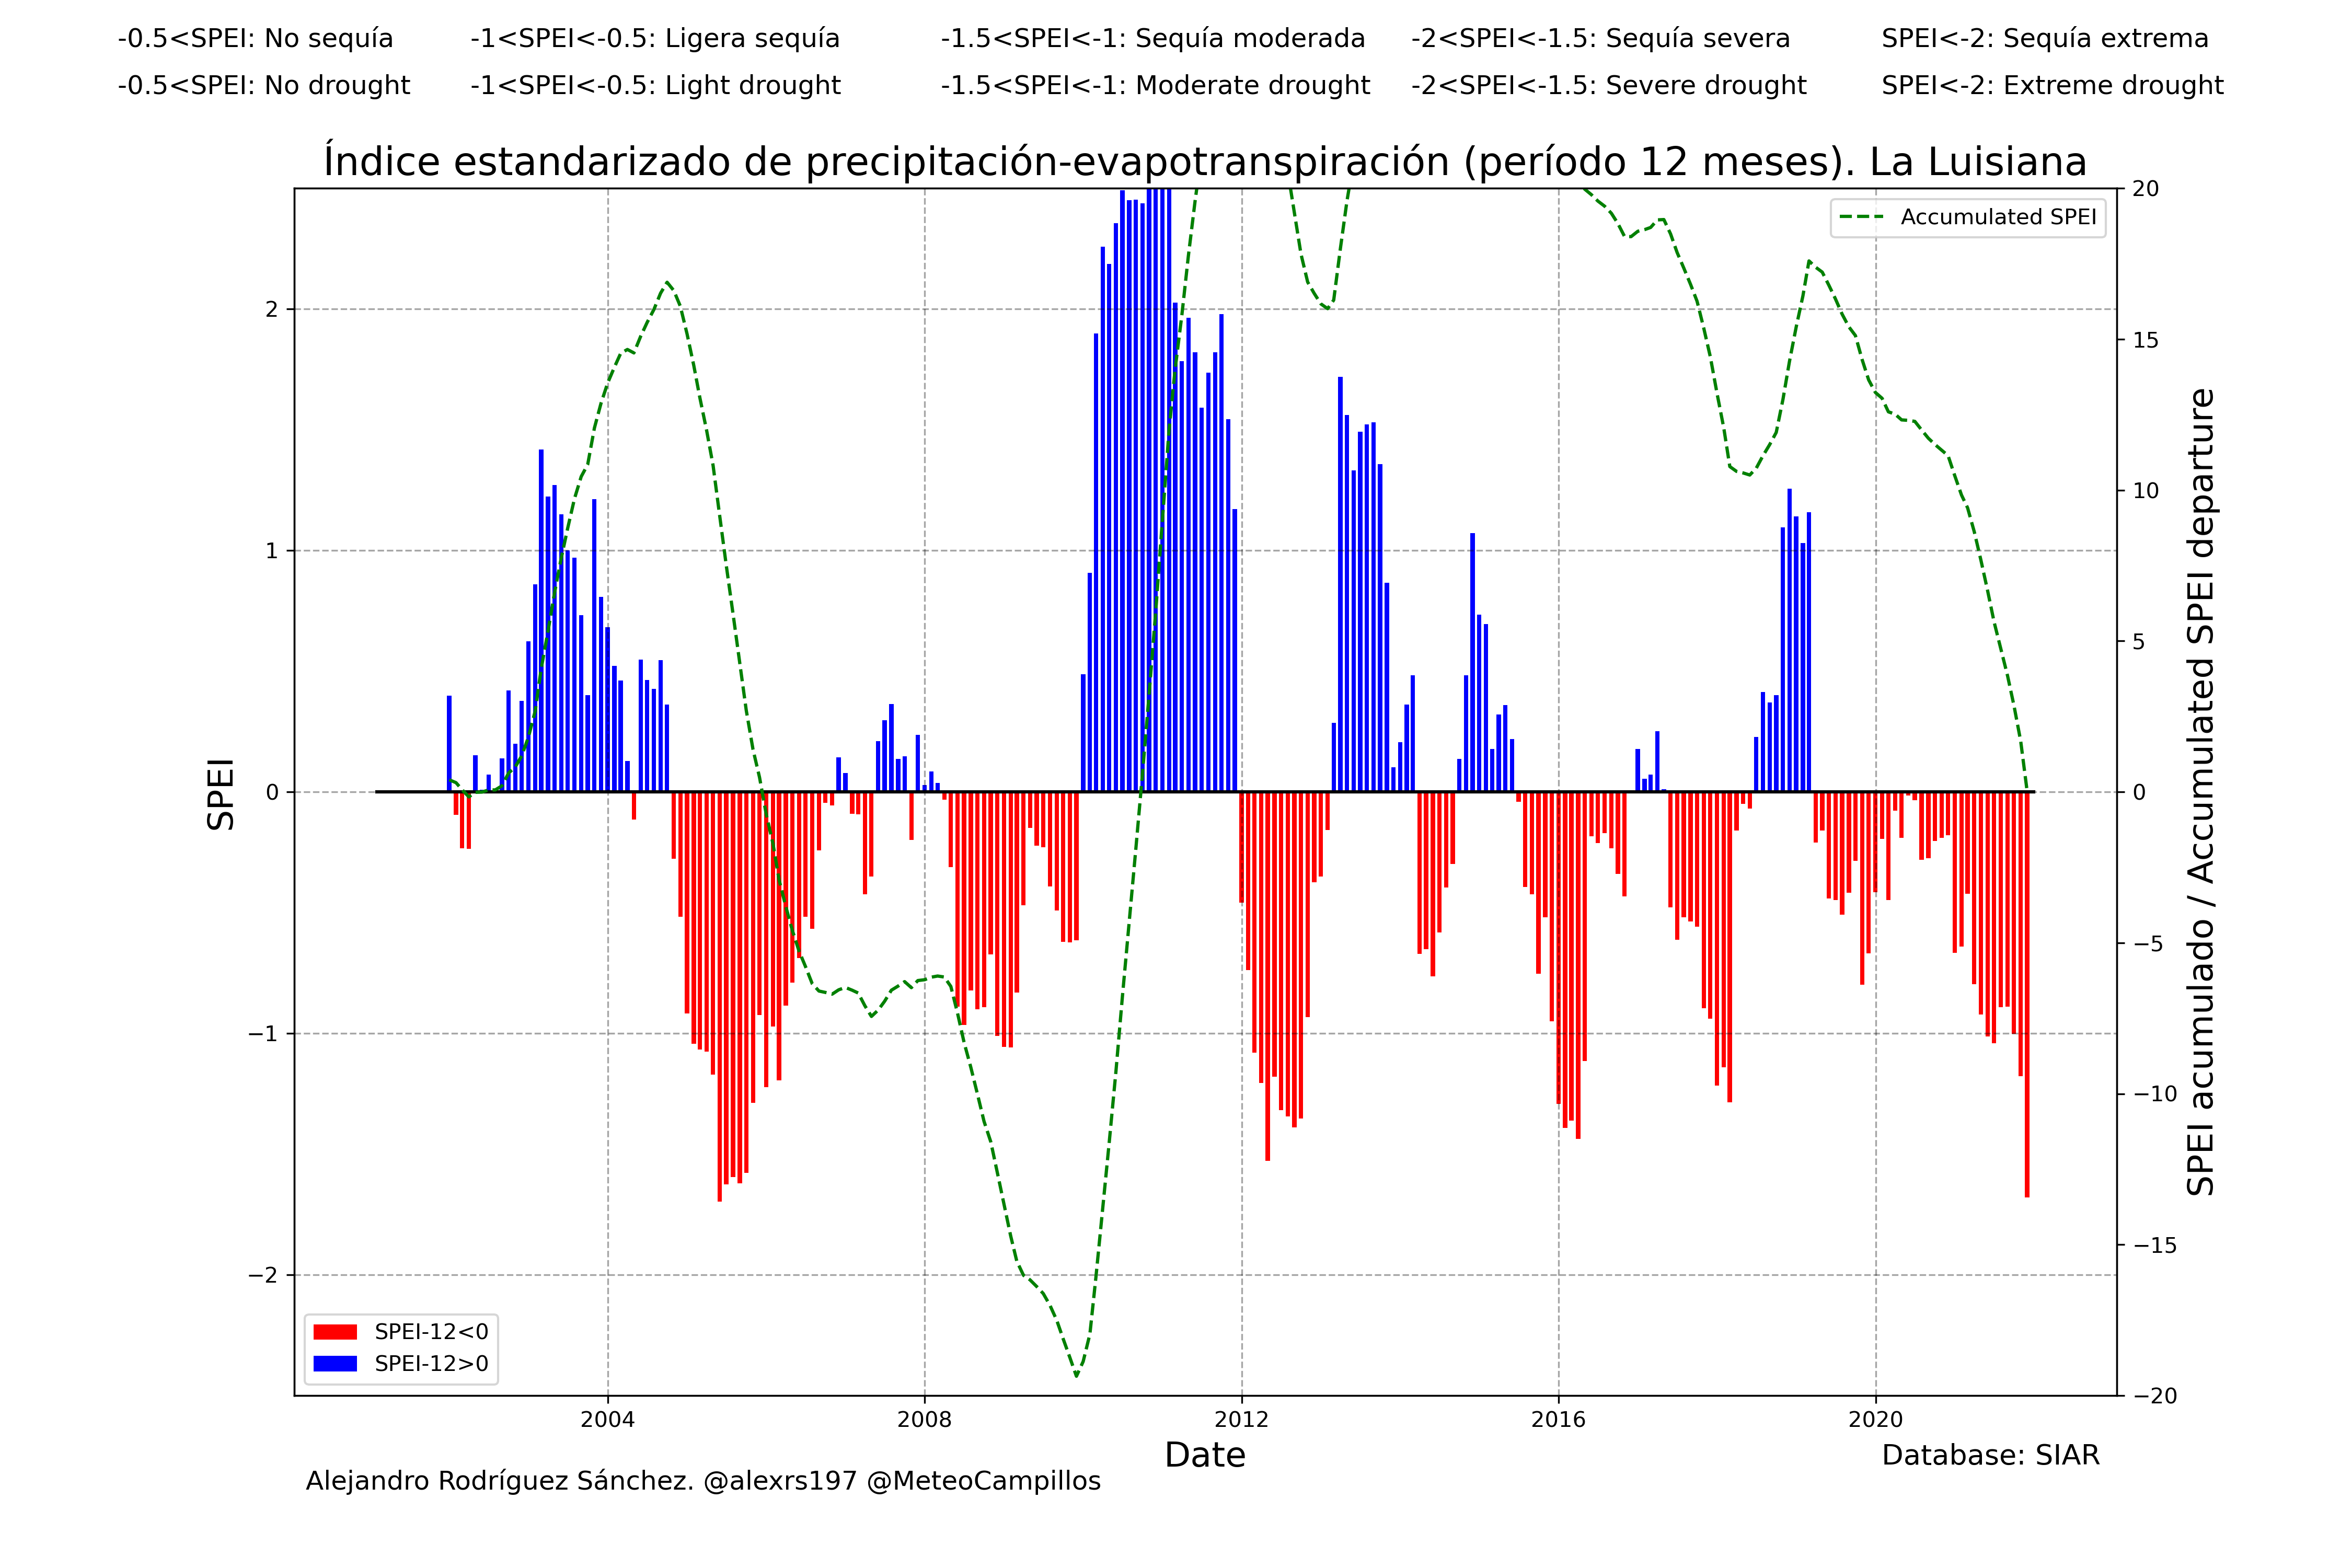 -0.5<SPEI: No sequía -1<SPEI<-0.5: Ligera sequía -1.5<SPEI<-1: Sequía moderada -2<SPEI<-1.5: Sequía severa SPEI<-2: Sequía extrema
-0.5<SPEI: No drought -1<SPEI<-0.5: Light drought -1.5<SPEI<-1: Moderate drought -2<SPEI<-1.5: Severe drought SPEI<-2: Extreme drought
Índice estandarizado de precipitación-evapotranspiración (período 12 meses). La Luisiana
SPEI
2
1
0
−1
−2
Accumulated SPEI
20
15
10
5
0
−5
−10
−15
−20
SPEI acumulado / Accumulated SPEI departure
SPEI-12<0
SPEI-12>0
2004 2008 2012 2016 2020
Date
Database: SIAR
Alejandro Rodríguez Sánchez. @alexrs197 @MeteoCampillos